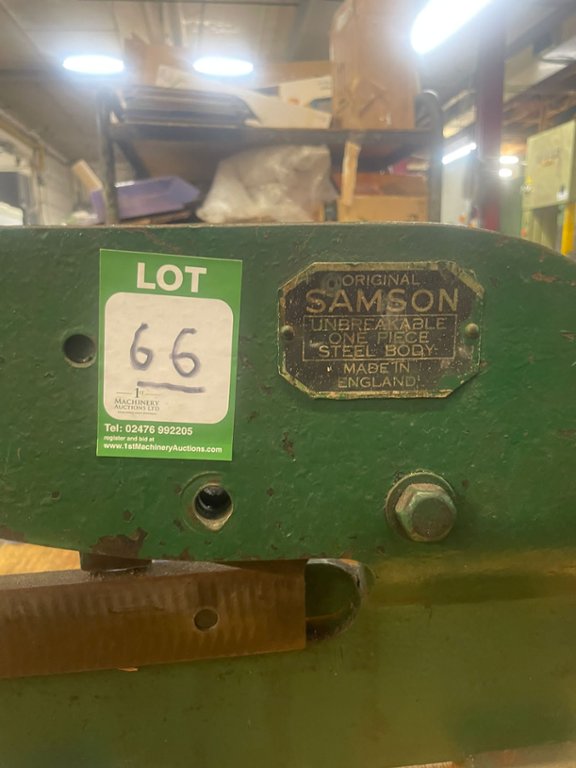 LOT
66
1ST
MACHINERY
AUCTIONS LTD
Tel: 02476 992205
register and bid at
www.1stMachineryAuctions.com
ORIGINAL
SAMSON
UNBREAKABLE
ONE PIECE
STEEL BODY
MADE IN
ENGLAND